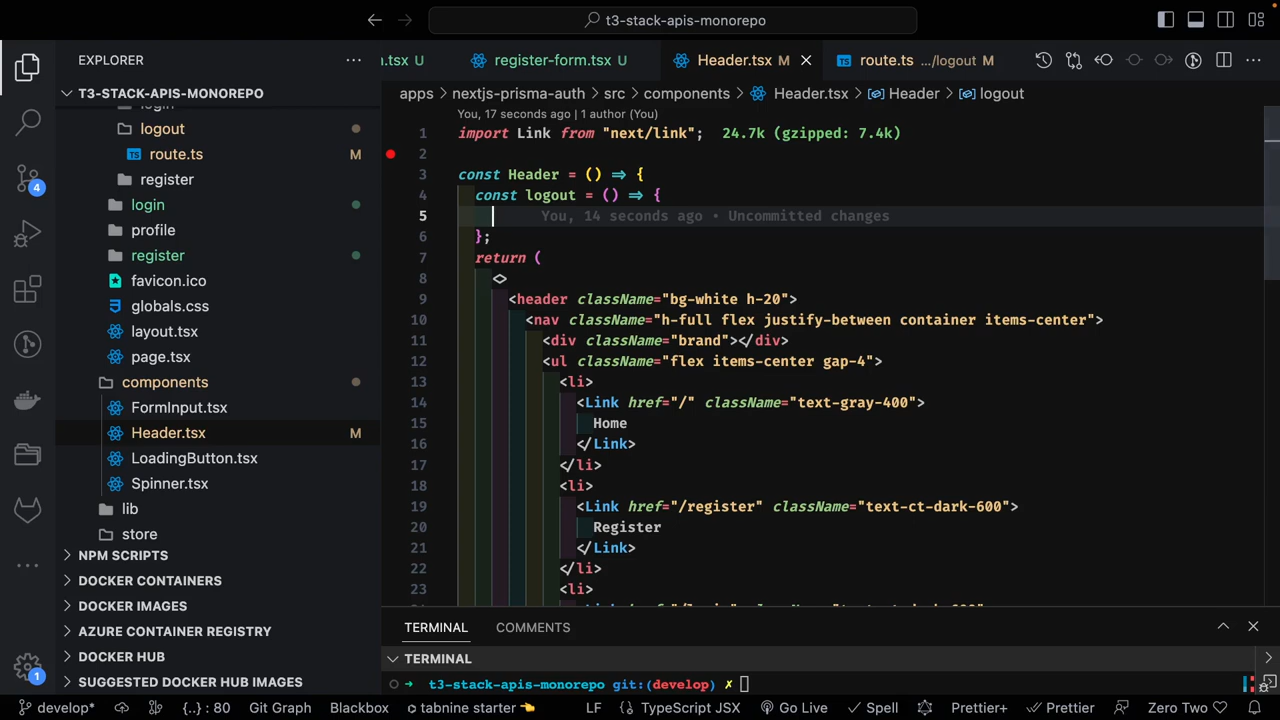 t3-stack-apis-monorepo
EXPLORER
T3-STACK-APIS-MONOREPO
login
logout
route.ts M
register
login
profile
register
favicon.ico
globals.css
layout.tsx
page.tsx
components
FormInput.tsx
Header.tsx M
LoadingButton.tsx
Spinner.tsx
lib
store
NPM SCRIPTS
DOCKER CONTAINERS
DOCKER IMAGES
AZURE CONTAINER REGISTRY
DOCKER HUB
SUGGESTED DOCKER HUB IMAGES
4
1
n.tsx U register-form.tsx U Header.tsx M route.ts .../logout M
apps > nextjs-prisma-auth > src > components > Header.tsx > Header > logout
You, 17 seconds ago | 1 author (You)
1 import Link from "next/link"; 24.7k (gzipped: 7.4k)
2
3 const Header = () => {
4 const logout = () => {
5 You, 14 seconds ago • Uncommitted changes
6 };
7 return (
8 <>
9 <header className="bg-white h-20">
10 <nav className="h-full flex justify-between container items-center">
11 <div className="brand"></div>
12 <ul className="flex items-center gap-4">
13 <li>
14 <Link href="/" className="text-gray-400">
15 Home
16 </Link>
17 </li>
18 <li>
19 <Link href="/register" className="text-ct-dark-600">
20 Register
21 </Link>
22 </li>
23 <li>
TERMINAL COMMENTS
TERMINAL
t3-stack-apis-monorepo git:(develop) ✗
develop* {..} : 80 Git Graph Blackbox tabnine starter LF TypeScript JSX Go Live Spell Prettier+ Prettier Zero Two